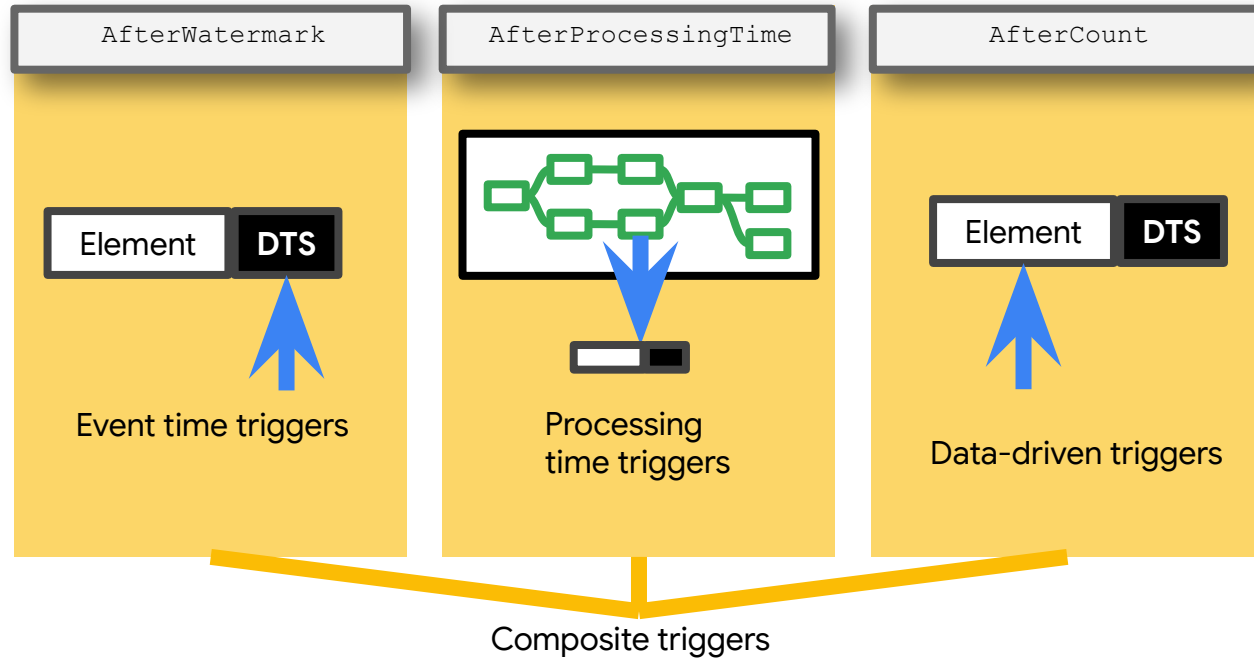 AfterWatermark
AfterProcessingTime
AfterCount
Element
DTS
Event time triggers
Processing
time triggers
Element
DTS
Data-driven triggers
Composite triggers